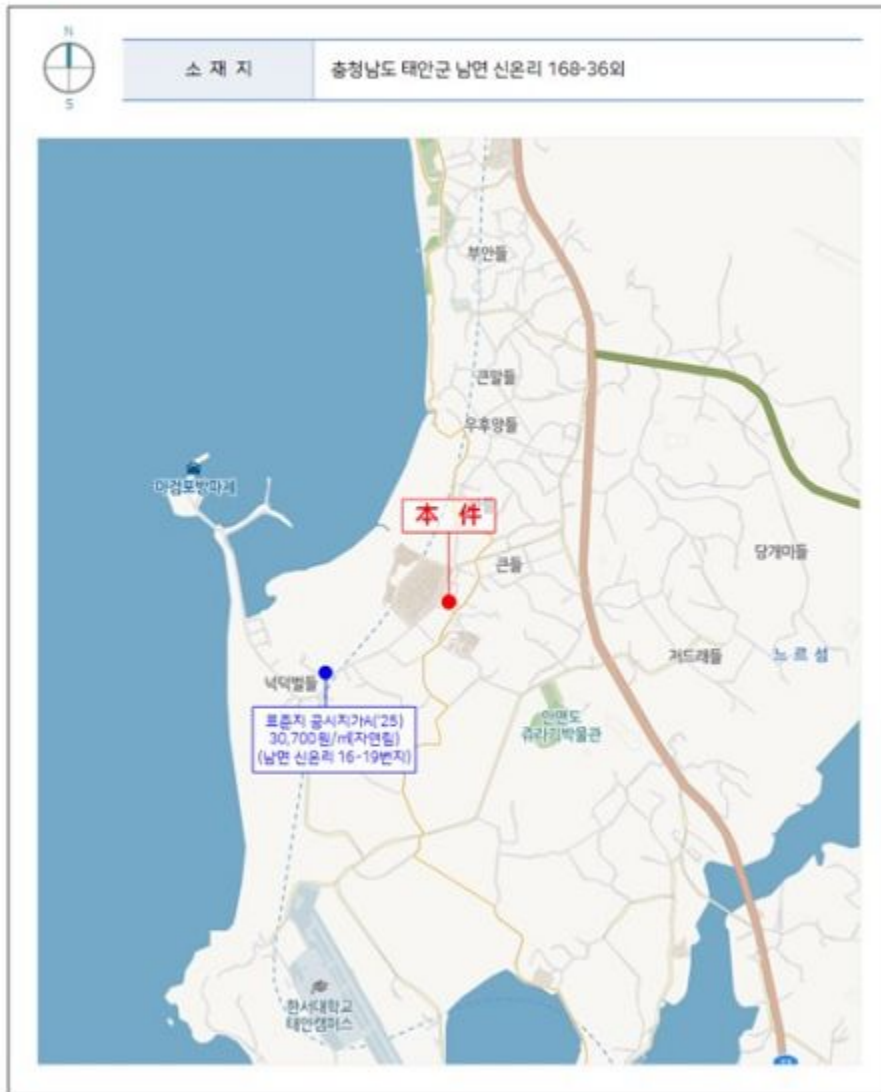 N
S
소 재 지
충청남도 태안군 남면 신온리 168-36외
부안들
큰말들
우후양들
마검포방파제
本 件
큰들
당개마들
저드래들
노 르 섬
넉덕벌들
표준지 공시지가시('25)
30,700원/㎡(자연림)
(남면 신온리 16-19번지)
안면도
쥬라기박물관
한서대학교
태안캠퍼스